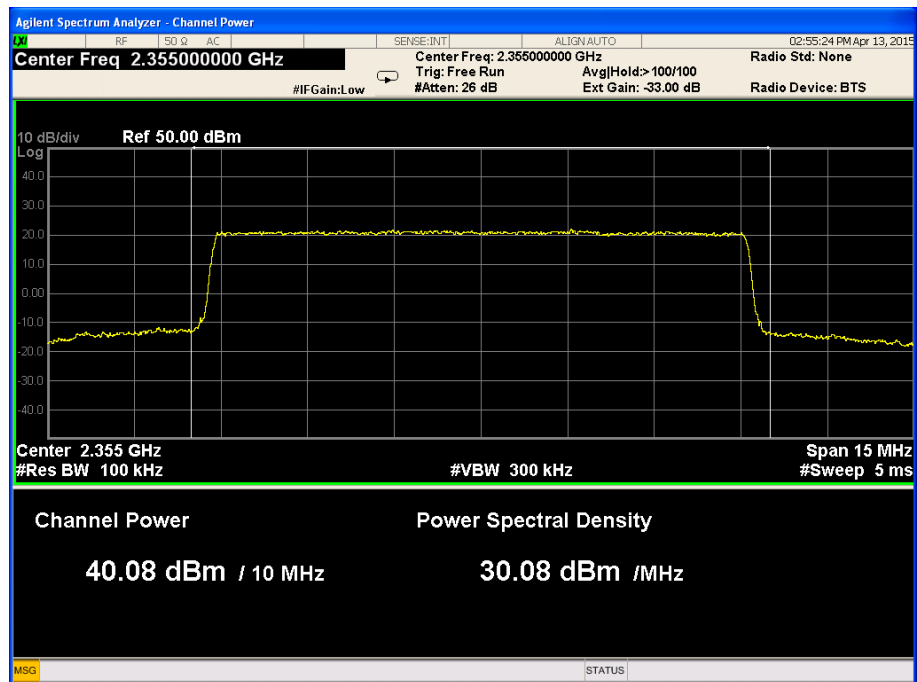 Agilent Spectrum Analyzer - Channel Power
LXI RF 50 Ω AC SENSE:INT ALIGN AUTO 02:55:24 PM Apr 13, 2015
Center Freq 2.355000000 GHz Center Freq: 2.355000000 GHz Radio Std: None
Trig: Free Run Avg|Hold:> 100/100
#IFGain:Low #Atten: 26 dB Ext Gain: -33.00 dB Radio Device: BTS
10 dB/div Ref 50.00 dBm
Log
40.0
30.0
20.0
10.0
0.00
-10.0
-20.0
-30.0
-40.0
Center 2.355 GHz Span 15 MHz
#Res BW 100 kHz #VBW 300 kHz #Sweep 5 ms
Channel Power Power Spectral Density
40.08 dBm / 10 MHz 30.08 dBm /MHz
MSG STATUS